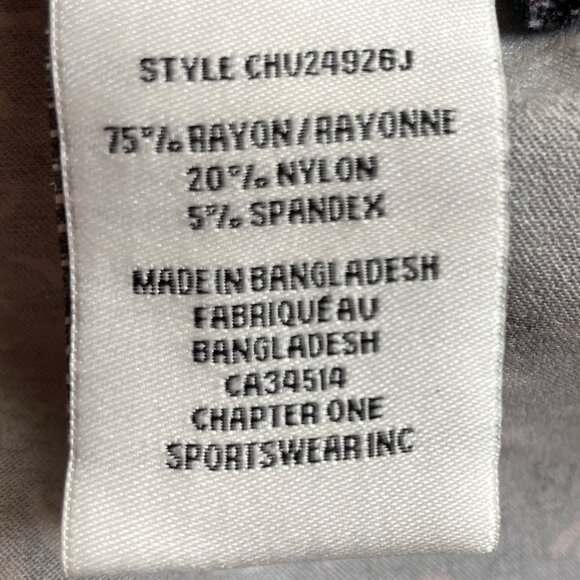 STYLE CHV24926J
75% RAYON/RAYONNE
20% NYLON
5% SPANDEX
MADE IN BANGLADESH
FABRIQUÉ AU
BANGLADESH
CA34514
CHAPTER ONE
SPORTSWEAR INC